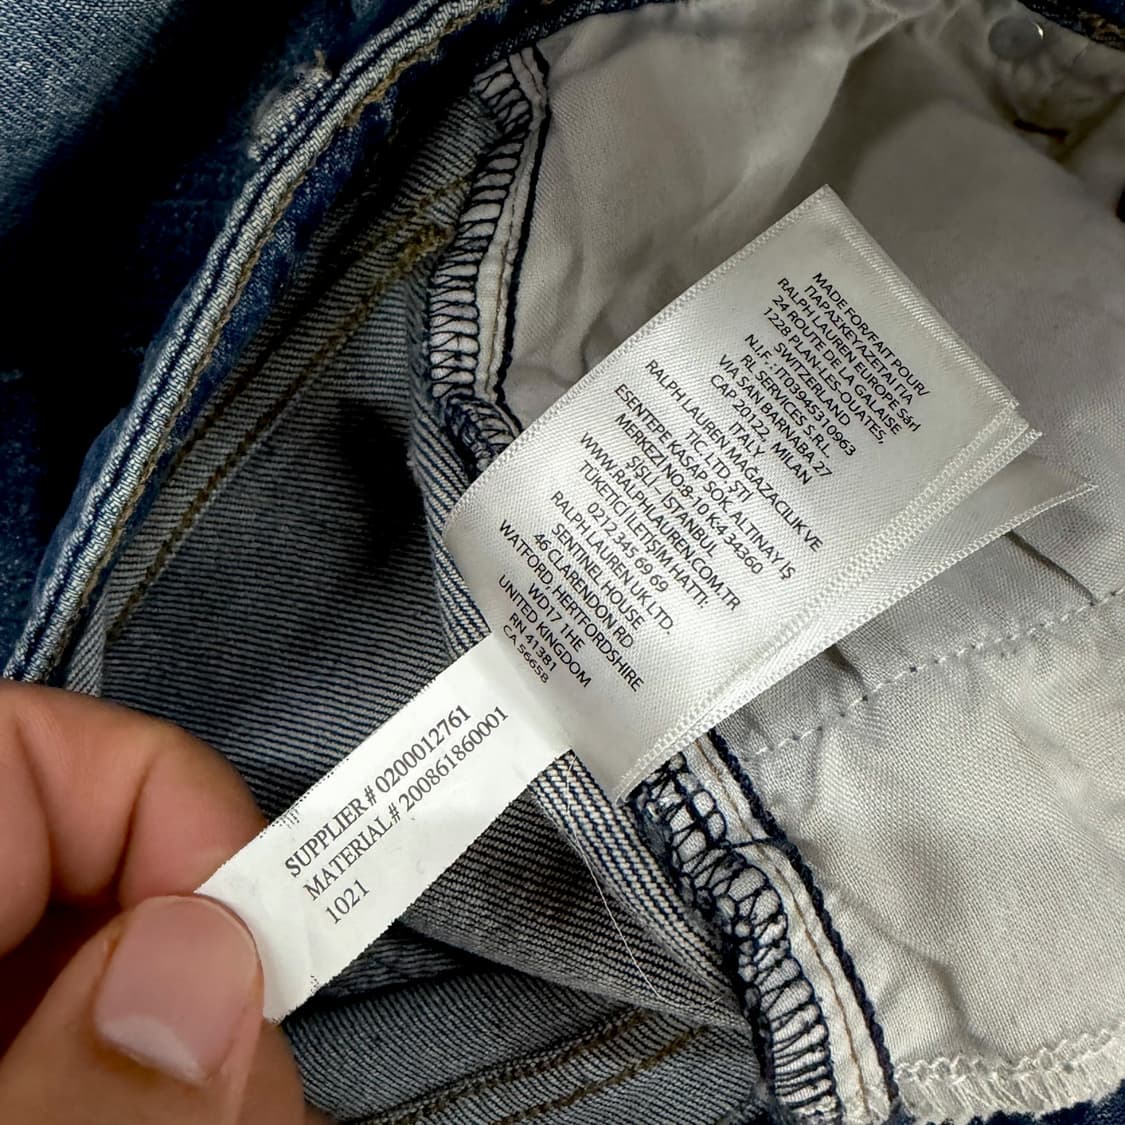 MADE FOR/FAIT POUR/
ΠΑΡΑΣΚΕΥΑΖΕΤΑΙ ΓΙΑ
RALPH LAUREN EUROPE Sàrl
24 ROUTE DE LA GALAISE
1228 PLAN-LES-OUATES,
SWITZERLAND
N.I.F.: IT03945310963
RL SERVICES S.R.L.
VIA SAN BARNABA, 27
CAP 20122, MILAN
ITALY
RALPH LAUREN MAĞAZACILIK VE
TİC. LTD. ŞTİ
ESENTEPE KASAP SOK. ALTINAY İŞ
MERKEZİ NO:8-10 K434360/
ŞİŞLİ - İSTANBUL
WWW.PRALPHLAUREN.COM.TR
TÜKETİCİ İLETİŞİM HATTI:
0212 345 69 69
RALPH LAUREN UK LTD.
SENTINEL HOUSE
46 CLARENDON RD
WATFORD, HERTFORDSHIRE
WD17 1HE
UNITED KINGDOM
RN 41381
CA 56658
SUPPLIER # 0200012761
MATERIAL # 200861860001
1021